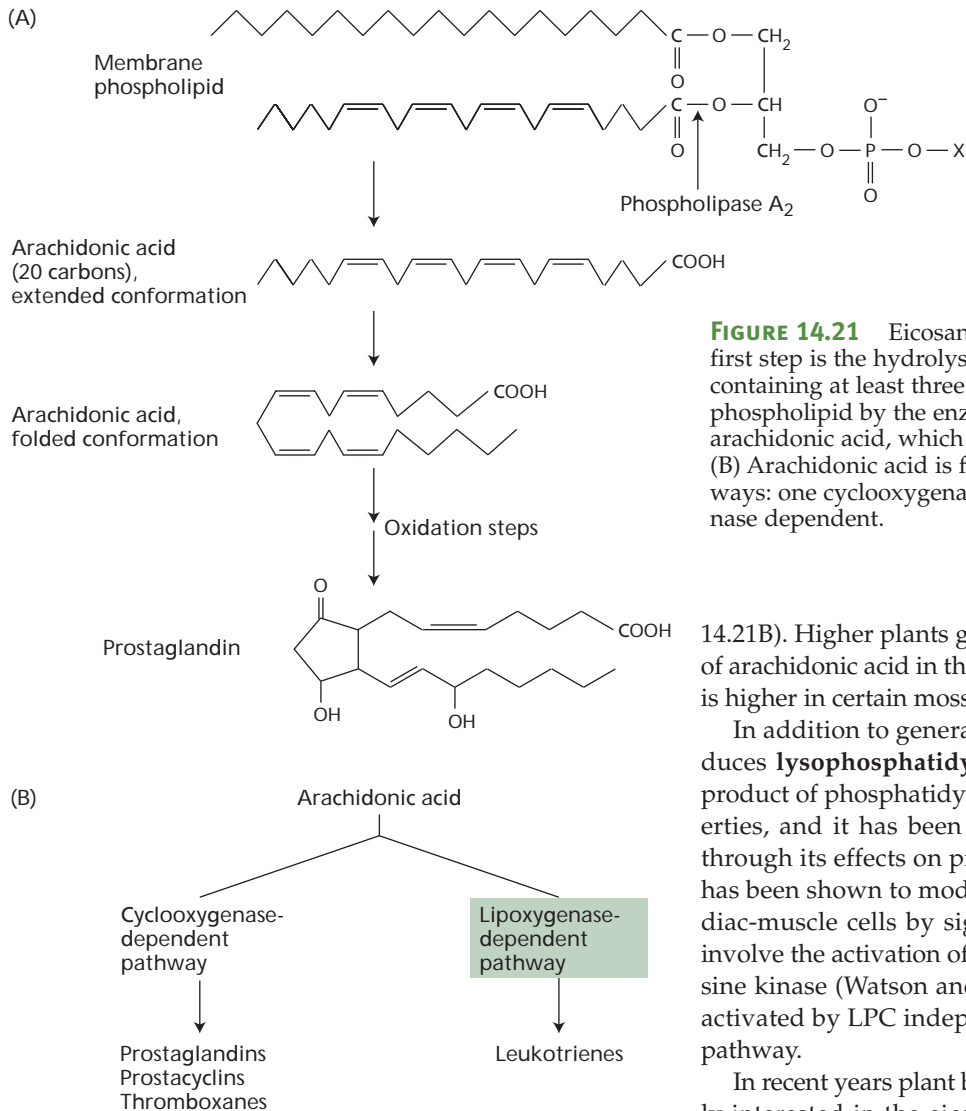 (A)
Membrane
phospholipid
C — O — CH2
O
C — O — CH
O
O−
CH2 — O — P — O — X
O
Phospholipase A2
Arachidonic acid
(20 carbons),
extended conformation
COOH
Arachidonic acid,
folded conformation
COOH
Oxidation steps
Prostaglandin
O
COOH
OH
OH
(B)
Arachidonic acid
Cyclooxygenase-
dependent
pathway
Lipoxygenase-
dependent
pathway
Prostaglandins
Prostacyclins
Thromboxanes
Leukotrienes
FIGURE 14.21 Eicosan
first step is the hydrolys
containing at least three
phospholipid by the enz
arachidonic acid, which
(B) Arachidonic acid is f
ways: one cyclooxygena
nase dependent.
14.21B). Higher plants g
of arachidonic acid in th
is higher in certain moss
In addition to genera
duces lysophosphatidy
product of phosphatidy
erties, and it has been
through its effects on p
has been shown to mod
diac-muscle cells by sig
involve the activation of
sine kinase (Watson and
activated by LPC indep
pathway.
In recent years plant b